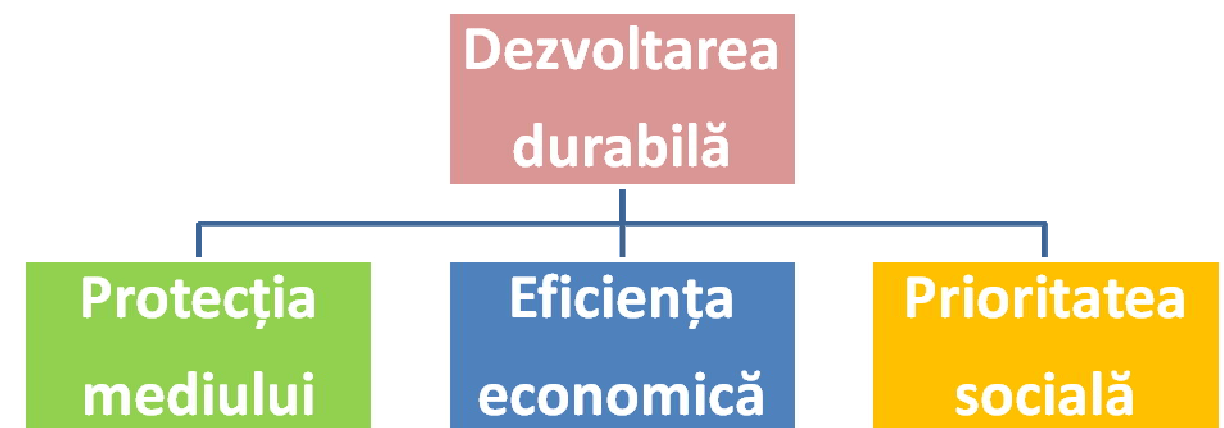 Dezvoltarea
durabilă
Protecția
mediului
Eficiența
economică
Prioritatea
socială